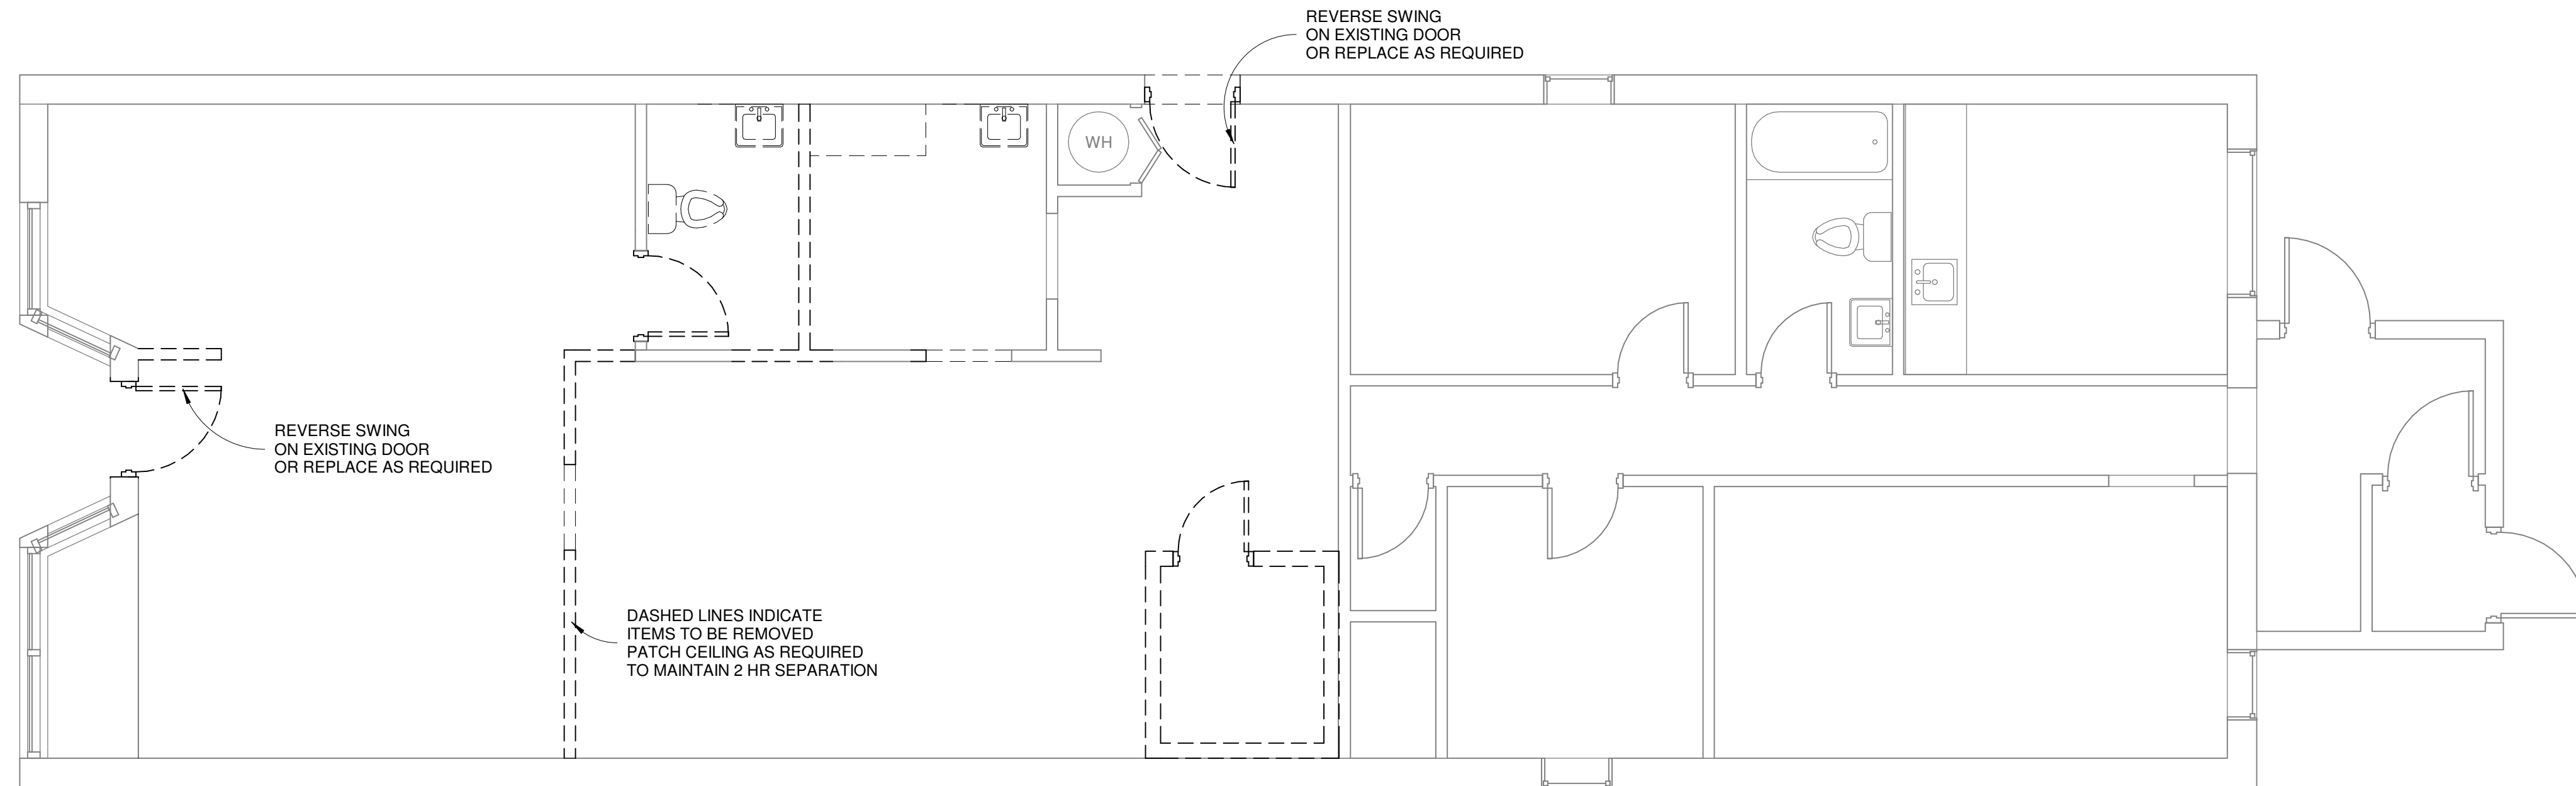 REVERSE SWING
ON EXISTING DOOR
OR REPLACE AS REQUIRED
WH
REVERSE SWING
ON EXISTING DOOR
OR REPLACE AS REQUIRED
DASHED LINES INDICATE
ITEMS TO BE REMOVED
PATCH CEILING AS REQUIRED
TO MAINTAIN 2 HR SEPARATION